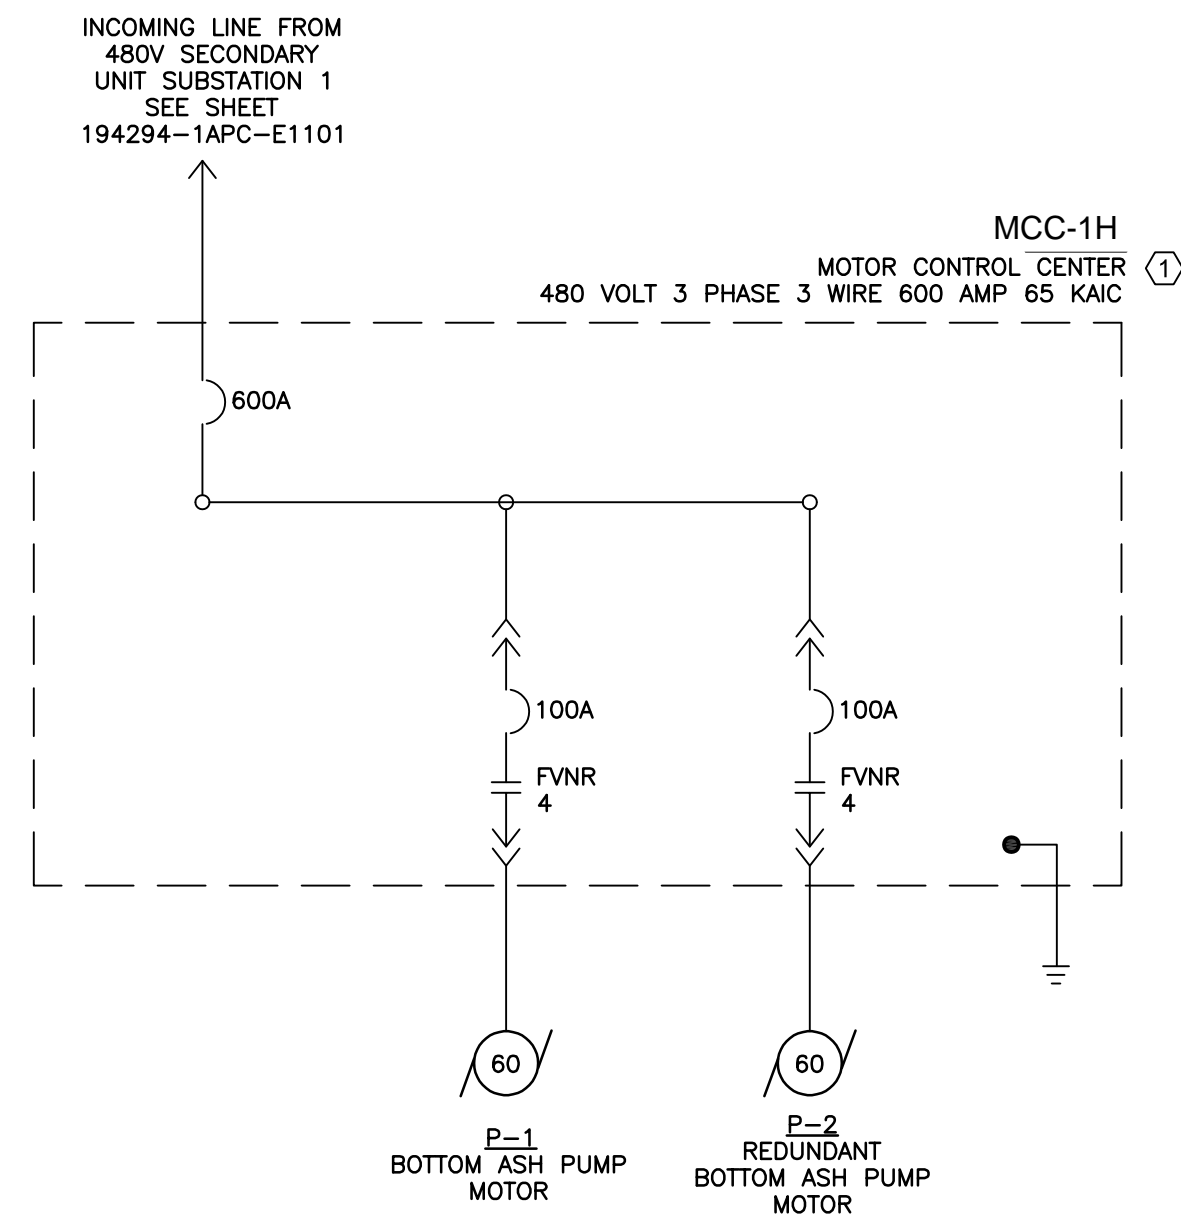 INCOMING LINE FROM
480V SECONDARY
UNIT SUBSTATION 1
SEE SHEET
194294-1APC-E1101
MCC-1H
MOTOR CONTROL CENTER
1
480 VOLT 3 PHASE 3 WIRE 600 AMP 65 KAIC
600A
100A
100A
FVNR
4
FVNR
4
60
60
P-1
BOTTOM ASH PUMP
MOTOR
P-2
REDUNDANT
BOTTOM ASH PUMP
MOTOR